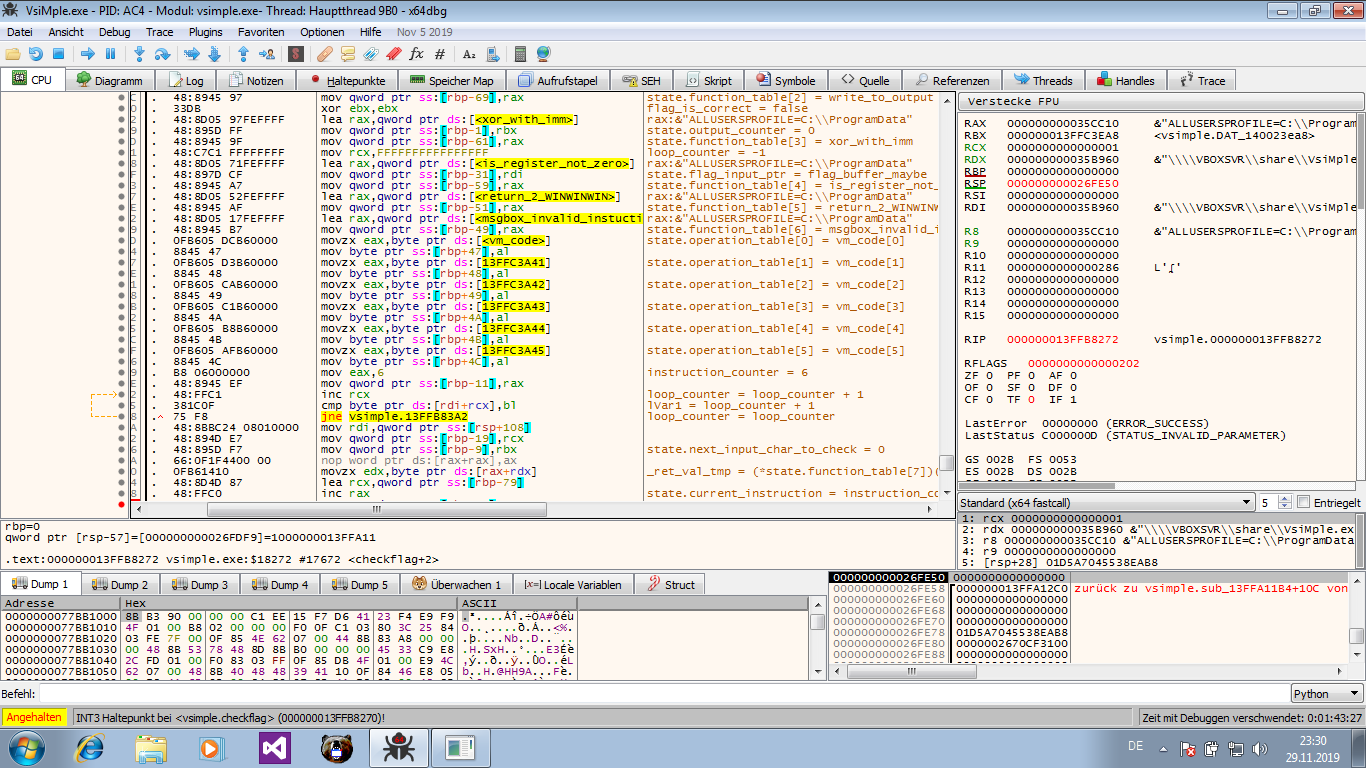 VsiMple.exe - PID: AC4 - Modul: vsimple.exe- Thread: Hauptthread 9B0 - x64dbg
Datei Ansicht Debug Trace Plugins Favoriten Optionen Hilfe Nov 5 2019
CPU Diagramm Log Notizen Haltepunkte Speicher Map Aufrufstapel SEH Skript Symbole Quelle Referenzen Threads Handles Trace
48:8945 97 mov qword ptr ss:[rbp-69],rax state.function_table[2] = write_to_output
33DB xor ebx,ebx flag_is_correct = false
48:8D05 97FEFFFF lea rax,qword ptr ds:[<xor_with_imm>] rax:&"ALLUSERSPROFILE=C:\\ProgramData"
48:895D FF mov qword ptr ss:[rbp-1],rbx state.output_counter = 0
48:8945 9F mov qword ptr ss:[rbp-61],rax state.function_table[3] = xor_with_imm
48:C7C1 FFFFFFFF mov rcx,FFFFFFFFFFFFFFFF loop_counter = -1
48:8D05 71FEFFFF lea rax,qword ptr ds:[<is_register_not_zero>] rax:&"ALLUSERSPROFILE=C:\\ProgramData"
48:897D CF mov qword ptr ss:[rbp-31],rdi state.flag_input_ptr = flag_buffer_maybe
48:8945 A7 mov qword ptr ss:[rbp-59],rax state.function_table[4] = is_register_not_
48:8D05 52FEFFFF lea rax,qword ptr ds:[<return_2_WINWINWIN>] rax:&"ALLUSERSPROFILE=C:\\ProgramData"
48:8945 AF mov qword ptr ss:[rbp-51],rax state.function_table[5] = return_2_WINWINW
48:8D05 17FEFFFF lea rax,qword ptr ds:[<msgbox_invalid_instucti rax:&"ALLUSERSPROFILE=C:\\ProgramData"
48:8945 B7 mov qword ptr ss:[rbp-49],rax state.function_table[6] = msgbox_invalid_i
0FB605 DCB60000 movzx eax,byte ptr ds:[<vm_code>] state.operation_table[0] = vm_code[0]
8845 47 mov byte ptr ss:[rbp+47],al
0FB605 D3B60000 movzx eax,byte ptr ds:[13FFC3A41] state.operation_table[1] = vm_code[1]
8845 48 mov byte ptr ss:[rbp+48],al
0FB605 CAB60000 movzx eax,byte ptr ds:[13FFC3A42] state.operation_table[2] = vm_code[2]
8845 49 mov byte ptr ss:[rbp+49],al
0FB605 C1B60000 movzx eax,byte ptr ds:[13FFC3A43] state.operation_table[3] = vm_code[3]
8845 4A mov byte ptr ss:[rbp+4A],al
0FB605 B8B60000 movzx eax,byte ptr ds:[13FFC3A44] state.operation_table[4] = vm_code[4]
8845 4B mov byte ptr ss:[rbp+4B],al
0FB605 AFB60000 movzx eax,byte ptr ds:[13FFC3A45] state.operation_table[5] = vm_code[5]
8845 4C mov byte ptr ss:[rbp+4C],al
B8 06000000 mov eax,6 instruction_counter = 6
48:8945 EF mov qword ptr ss:[rbp-11],rax
48:FFC1 inc rcx loop_counter = loop_counter + 1
381C0F cmp byte ptr ds:[rdi+rcx],bl lVar1 = loop_counter + 1
75 F8 jne vsimple.13FFB83A2 loop_counter = loop_counter
48:8BBC24 08010000 mov rdi,qword ptr ss:[rsp+108]
48:894D E7 mov qword ptr ss:[rbp-19],rcx
48:895D F7 mov qword ptr ss:[rbp-9],rbx state.next_input_char_to_check = 0
66:0F1F4400 00 nop word ptr ds:[rax+rax],ax
0FB61410 movzx edx,byte ptr ds:[rax+rdx] _ret_val_tmp = (*state.function_table[7])(
48:8D4D 87 lea rcx,qword ptr ss:[rbp-79]
48:FFC0 inc rax state.current_instruction = instruction_co
Verstecke FPU
RAX 000000000035CC10 &"ALLUSERSPROFILE=C:\\Program
RBX 000000013FFC3EA8 <vsimple.DAT_140023ea8>
RCX 0000000000000001
RDX 000000000035B960 &"\\\\VBOXSVR\\share\\VsiMple
RBP 0000000000000000
RSP 000000000026FE50
RSI 0000000000000000
RDI 000000000035B960 &"\\\\VBOXSVR\\share\\VsiMple
R8 000000000035CC10 &"ALLUSERSPROFILE=C:\\Program
R9 0000000000000000
R10 0000000000000000
R11 0000000000000286 L'ʆ'
R12 0000000000000000
R13 0000000000000000
R14 0000000000000000
R15 0000000000000000
RIP 000000013FFB8272 vsimple.000000013FFB8272
RFLAGS 0000000000000202
ZF 0 PF 0 AF 0
OF 0 SF 0 DF 0
CF 0 TF 0 IF 1
LastError 00000000 (ERROR_SUCCESS)
LastStatus C000000D (STATUS_INVALID_PARAMETER)
GS 002B FS 0053
ES 002B DS 002B
Standard (x64 fastcall) 5 Entriegelt
1: rcx 0000000000000001
2: rdx 000000000035B960 &"\\\\VBOXSVR\\share\\VsiMple.ex
3: r8 000000000035CC10 &"ALLUSERSPROFILE=C:\\ProgramData
4: r9 0000000000000000
5: [rsp+28] 01D5A7045538EAB8
rbp=0
qword ptr [rsp-57]=[000000000026FDF9]=1000000013FFA11
.text:000000013FFB8272 vsimple.exe:$18272 #17672 <checkflag+2>
Dump 1 Dump 2 Dump 3 Dump 4 Dump 5 Überwachen 1 Locale Variablen Struct
Adresse Hex ASCII
0000000077BB1000 8B B3 90 00 00 00 C1 EE 15 F7 D6 41 23 F4 E9 F9
0000000077BB1010 4F 01 00 B8 02 00 00 00 F0 0F C1 03 80 3C 25 84
0000000077BB1020 03 FE 7F 00 0F 85 4E 62 07 00 44 8B 83 A8 00 00
0000000077BB1030 00 48 8B 53 78 48 8D 8B B0 00 00 00 45 33 C9 E8
0000000077BB1040 2C FD 01 00 F0 83 03 FF 0F 85 DB 4F 01 00 E9 4C
0000000077BB1050 62 07 00 48 8B 40 48 48 39 41 10 0F 84 46 E8 05
000000000026FE50 0000000000000000
000000000026FE58 000000013FFA12C0 zurück zu vsimple.sub_13FFA11B4+10C von
000000000026FE60 0000000000000000
000000000026FE68 0000000000000000
000000000026FE70 0000000000000000
000000000026FE78 01D5A7045538EAB8
000000000026FE80 000002670CF3100
000000000026FE88 0000000000000000
Befehl: Python
Angehalten INT3 Haltepunkt bei <vsimple.checkflag> (000000013FFB8270)! Zeit mit Debuggen verschwendet: 0:01:43:27
DE 23:30
29.11.2019